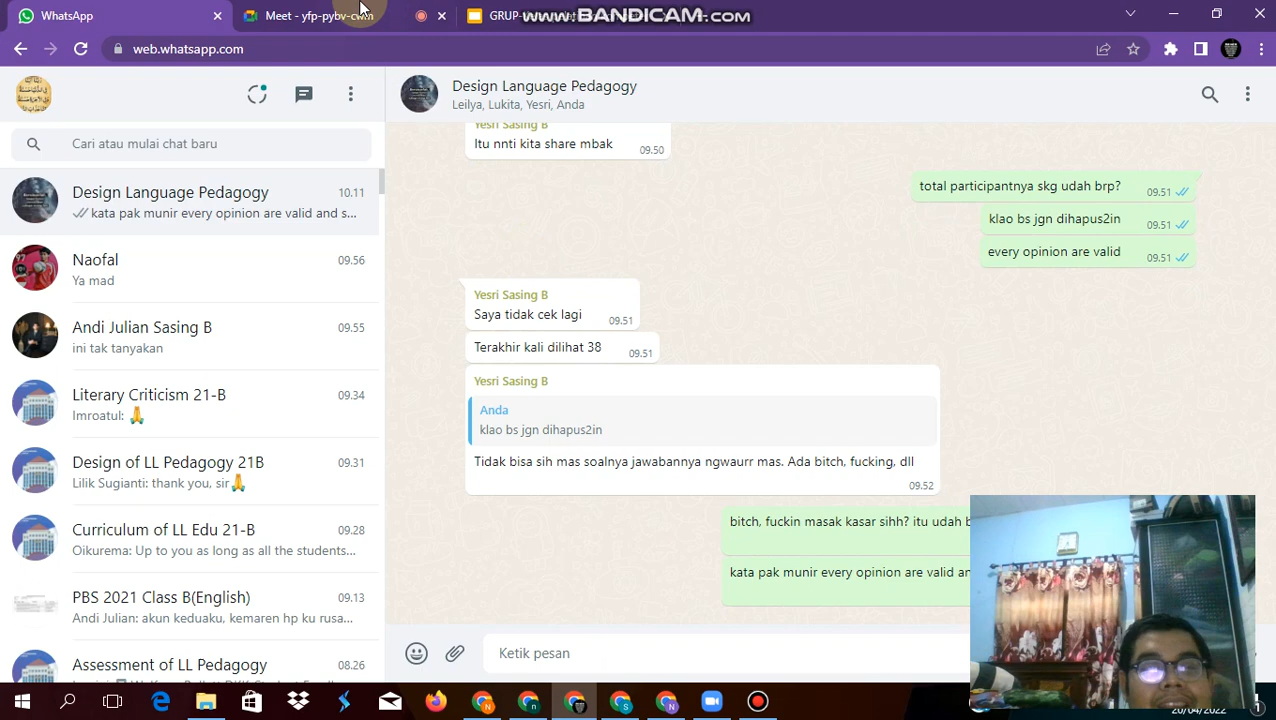 WhatsApp
Meet - yfp-pybv-cwn
GRUP
WWW.BANDICAM.COM
web.whatsapp.com
Cari atau mulai chat baru
Design Language Pedagogy 10.11
kata pak munir every opinion are valid and s...
Naofal 09.56
Ya mad
Andi Julian Sasing B 09.55
ini tak tanyakan
Literary Criticism 21-B 09.34
Imroatul: 🙏
Design of LL Pedagogy 21B 09.31
Lilik Sugianti: thank you, sir🙏
Curriculum of LL Edu 21-B 09.28
Oikurema: Up to you as long as all the students...
PBS 2021 Class B(English) 09.13
Andi Julian: akun keduaku, kemaren hp ku rusa...
Assessment of LL Pedagogy 08.26
Design Language Pedagogy
Leilya, Lukita, Yesri, Anda
Yesri Sasing B
Itu nnti kita share mbak 09.50
total participantnya skg udah brp? 09.51
klao bs jgn dihapus2in 09.51
every opinion are valid 09.51
Yesri Sasing B
Saya tidak cek lagi 09.51
Terakhir kali dilihat 38 09.51
Yesri Sasing B
Anda
klao bs jgn dihapus2in
Tidak bisa sih mas soalnya jawabannya ngwaurr mas. Ada bitch, fucking, dll
09.52
bitch, fuckin masak kasar sihh? itu udah b
kata pak munir every opinion are valid an
Ketik pesan
20/04/2022
1